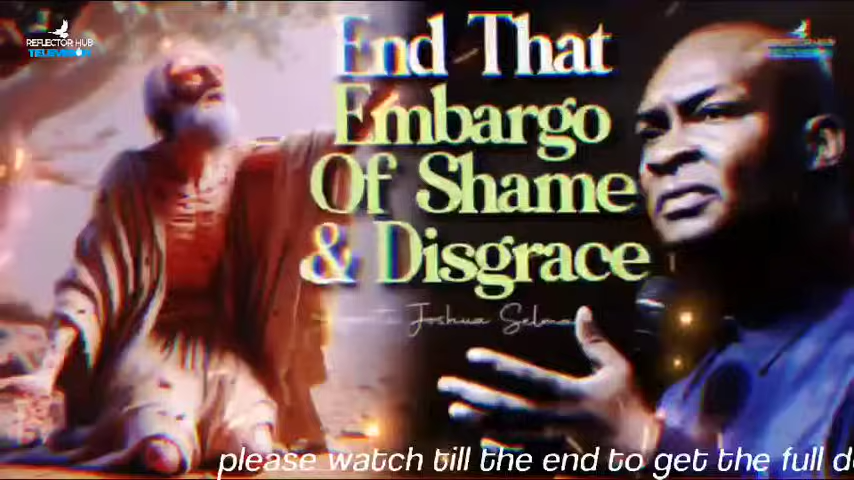 REFLECTOR HUB
TELEVISION
End That
Embargo
Of Shame
& Disgrace
Joshua Selman
please watch till the end to get the full